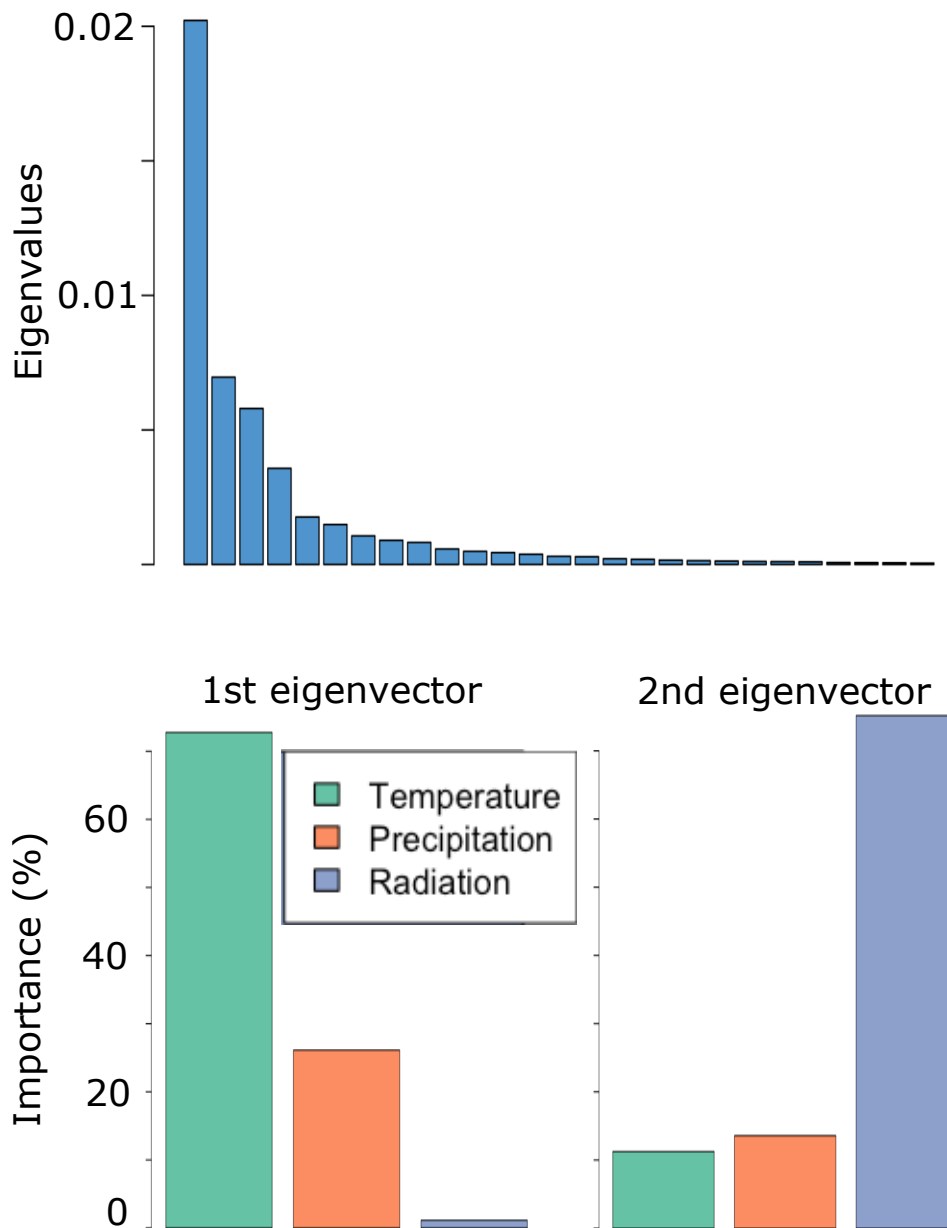 0.02
0.01
Eigenvalues
1st eigenvector
2nd eigenvector
Temperature
Precipitation
Radiation
60
40
20
0
Importance (%)